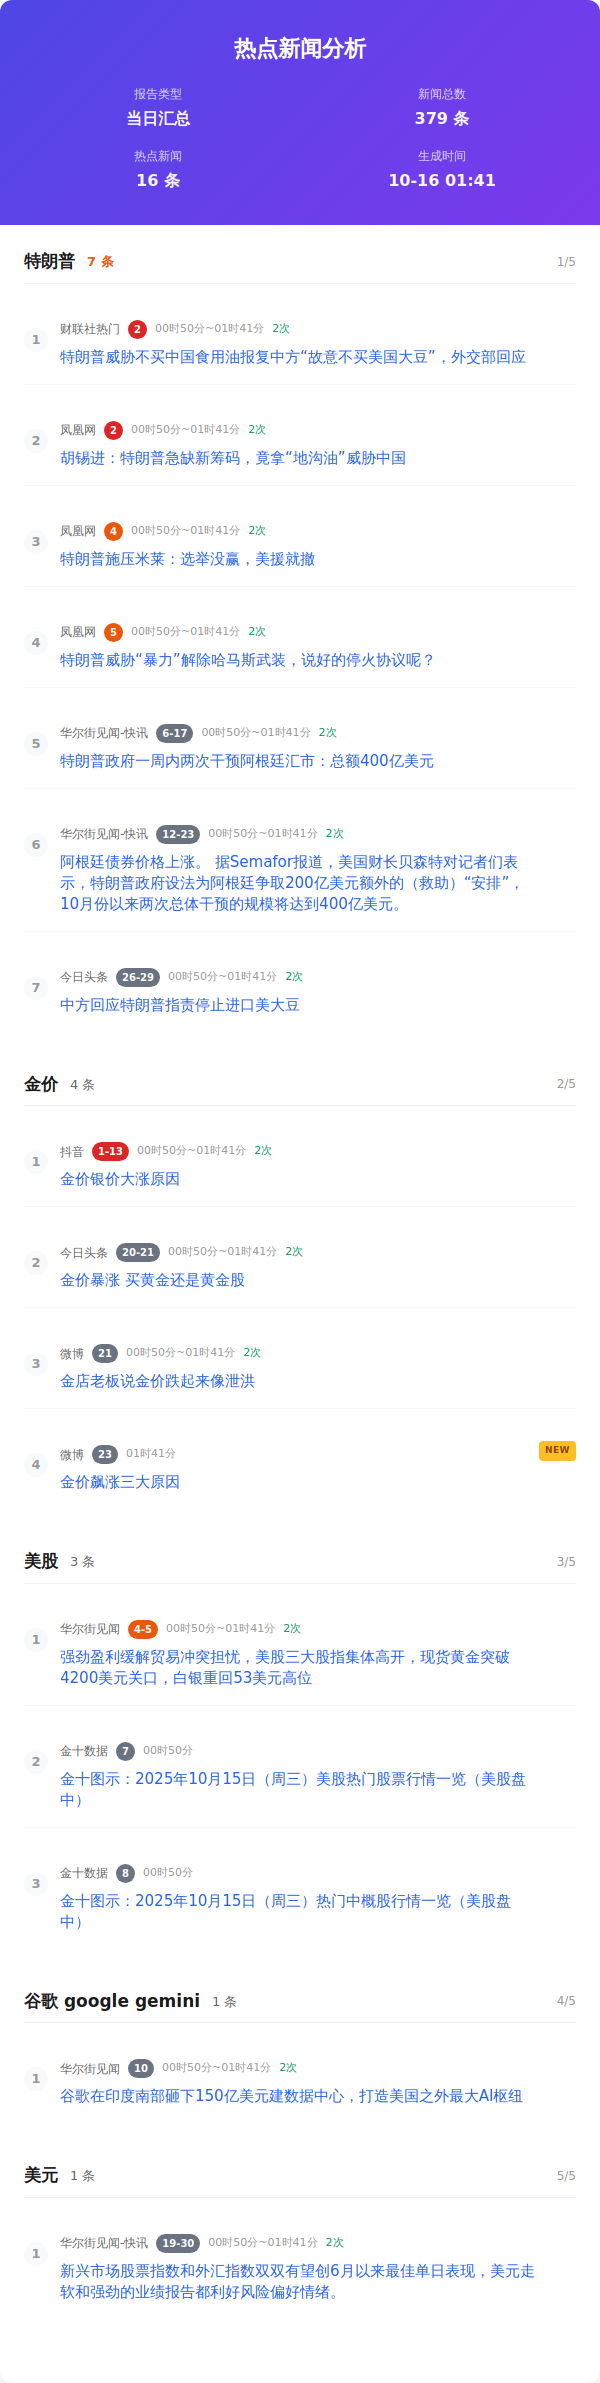 热点新闻分析
报告类型
当日汇总
新闻总数
379 条
热点新闻
16 条
生成时间
10-16 01:41
特朗普 7 条 1/5
1
财联社热门 2 00时50分~01时41分 2次
特朗普威胁不买中国食用油报复中方“故意不买美国大豆”，外交部回应
2
凤凰网 2 00时50分~01时41分 2次
胡锡进：特朗普急缺新筹码，竟拿“地沟油”威胁中国
3
凤凰网 4 00时50分~01时41分 2次
特朗普施压米莱：选举没赢，美援就撤
4
凤凰网 5 00时50分~01时41分 2次
特朗普威胁“暴力”解除哈马斯武装，说好的停火协议呢？
5
华尔街见闻-快讯 6-17 00时50分~01时41分 2次
特朗普政府一周内两次干预阿根廷汇市：总额400亿美元
6
华尔街见闻-快讯 12-23 00时50分~01时41分 2次
阿根廷债券价格上涨。 据Semafor报道，美国财长贝森特对记者们表
示，特朗普政府设法为阿根廷争取200亿美元额外的（救助）“安排”，
10月份以来两次总体干预的规模将达到400亿美元。
7
今日头条 26-29 00时50分~01时41分 2次
中方回应特朗普指责停止进口美大豆
金价 4 条 2/5
1
抖音 1-13 00时50分~01时41分 2次
金价银价大涨原因
2
今日头条 20-21 00时50分~01时41分 2次
金价暴涨 买黄金还是黄金股
3
微博 21 00时50分~01时41分 2次
金店老板说金价跌起来像泄洪
4
微博 23 01时41分 NEW
金价飙涨三大原因
美股 3 条 3/5
1
华尔街见闻 4-5 00时50分~01时41分 2次
强劲盈利缓解贸易冲突担忧，美股三大股指集体高开，现货黄金突破
4200美元关口，白银重回53美元高位
2
金十数据 7 00时50分
金十图示：2025年10月15日（周三）美股热门股票行情一览（美股盘
中）
3
金十数据 8 00时50分
金十图示：2025年10月15日（周三）热门中概股行情一览（美股盘
中）
谷歌 google gemini 1 条 4/5
1
华尔街见闻 10 00时50分~01时41分 2次
谷歌在印度南部砸下150亿美元建数据中心，打造美国之外最大AI枢纽
美元 1 条 5/5
1
华尔街见闻-快讯 19-30 00时50分~01时41分 2次
新兴市场股票指数和外汇指数双双有望创6月以来最佳单日表现，美元走
软和强劲的业绩报告都利好风险偏好情绪。